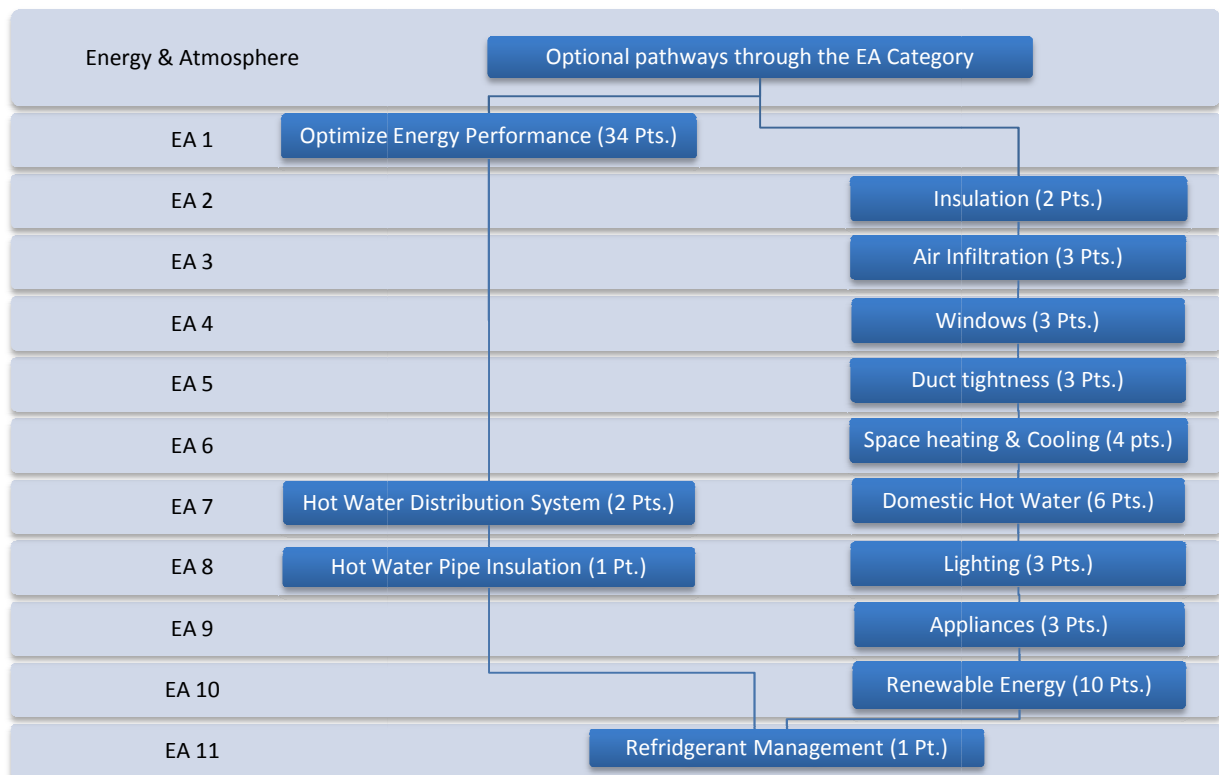 Energy & Atmosphere
Optional pathways through the EA Category
EA 1
Optimize Energy Performance (34 Pts.)
EA 2
Insulation (2 Pts.)
EA 3
Air Infiltration (3 Pts.)
EA 4
Windows (3 Pts.)
EA 5
Duct tightness (3 Pts.)
EA 6
Space heating & Cooling (4 pts.)
EA 7
Hot Water Distribution System (2 Pts.)
Domestic Hot Water (6 Pts.)
EA 8
Hot Water Pipe Insulation (1 Pt.)
Lighting (3 Pts.)
EA 9
Appliances (3 Pts.)
EA 10
Renewable Energy (10 Pts.)
EA 11
Refridgerant Management (1 Pt.)